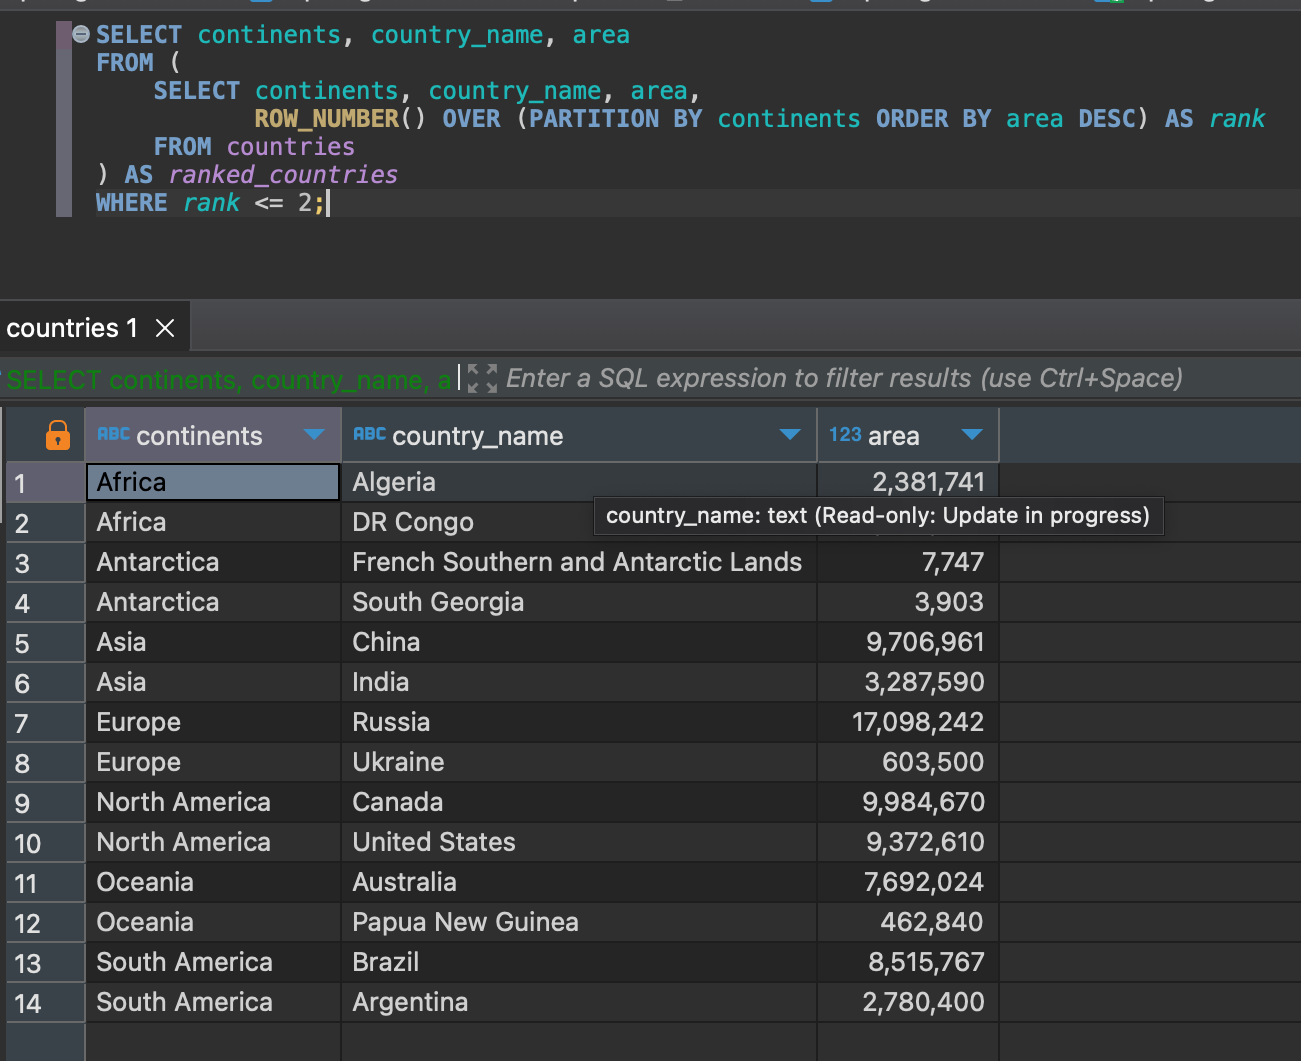 SELECT continents, country_name, area
FROM (
    SELECT continents, country_name, area,
           ROW_NUMBER() OVER (PARTITION BY continents ORDER BY area DESC) AS rank
    FROM countries
) AS ranked_countries
WHERE rank <= 2;
countries 1
SELECT continents, country_name, a Enter a SQL expression to filter results (use Ctrl+Space)
ABC continents ABC country_name 123 area
1 Africa Algeria 2,381,741
country_name: text (Read-only: Update in progress)
2 Africa DR Congo
3 Antarctica French Southern and Antarctic Lands 7,747
4 Antarctica South Georgia 3,903
5 Asia China 9,706,961
6 Asia India 3,287,590
7 Europe Russia 17,098,242
8 Europe Ukraine 603,500
9 North America Canada 9,984,670
10 North America United States 9,372,610
11 Oceania Australia 7,692,024
12 Oceania Papua New Guinea 462,840
13 South America Brazil 8,515,767
14 South America Argentina 2,780,400